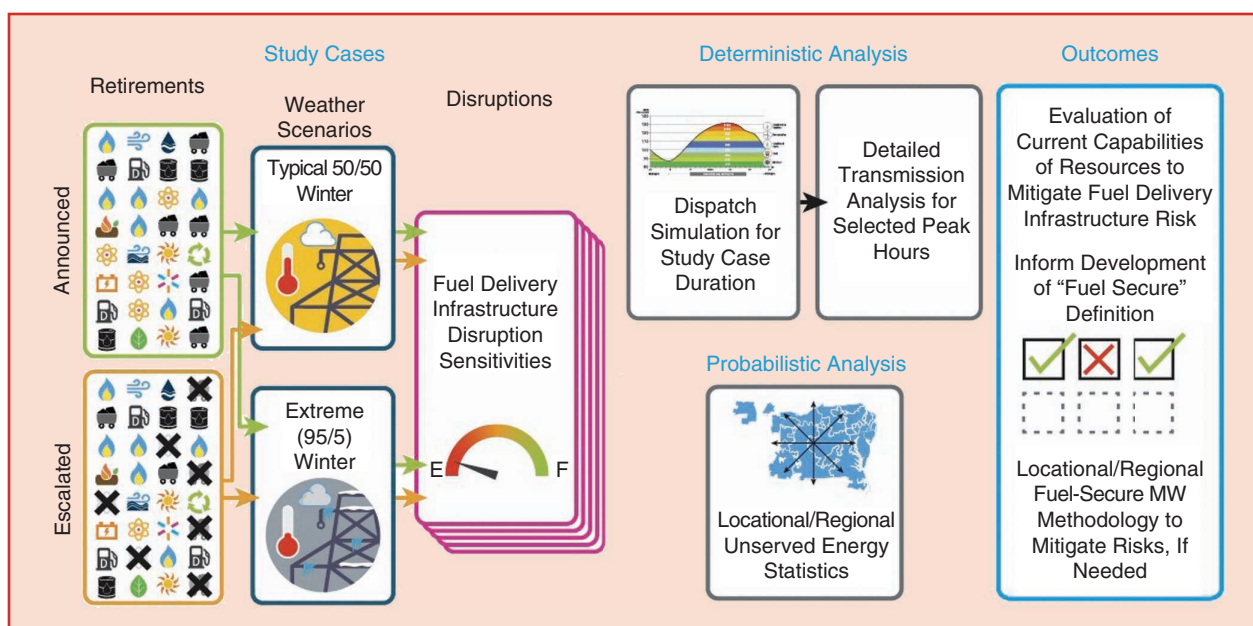 Study Cases
Retirements
Announced
Escalated
Weather
Scenarios
Typical 50/50
Winter
Extreme
(95/5)
Winter
Disruptions
Fuel Delivery
Infrastructure
Disruption
Sensitivities
E
F
Deterministic Analysis
Dispatch
Simulation for
Study Case
Duration
Detailed
Transmission
Analysis for
Selected Peak
Hours
Probabilistic Analysis
Locational/Regional
Unserved Energy
Statistics
Outcomes
Evaluation of
Current Capabilities
of Resources to
Mitigate Fuel Delivery
Infrastructure Risk
Inform Development
of “Fuel Secure”
Definition
Locational/Regional
Fuel-Secure MW
Methodology to
Mitigate Risks, If
Needed